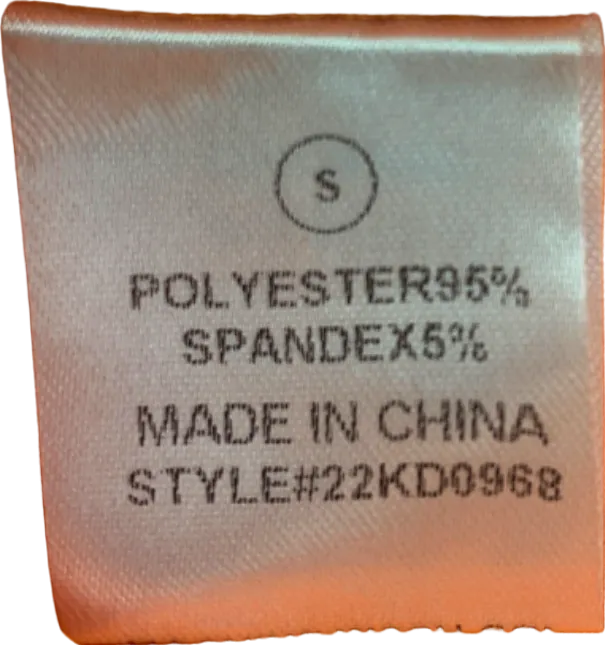 S
POLYESTER95%
SPANDEX5%
MADE IN CHINA
STYLE#22KD0968